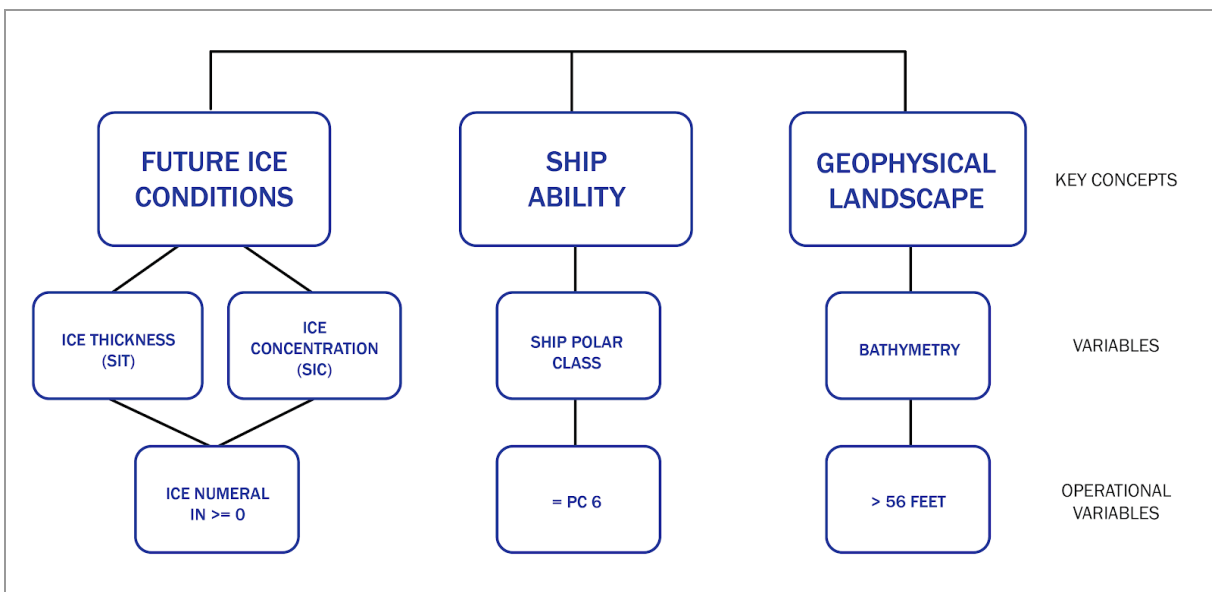 FUTURE ICE
CONDITIONS
SHIP
ABILITY
GEOPHYSICAL
LANDSCAPE
KEY CONCEPTS
ICE THICKNESS
(SIT)
ICE
CONCENTRATION
(SIC)
SHIP POLAR
CLASS
BATHYMETRY
VARIABLES
ICE NUMERAL
IN >= 0
= PC 6
> 56 FEET
OPERATIONAL
VARIABLES